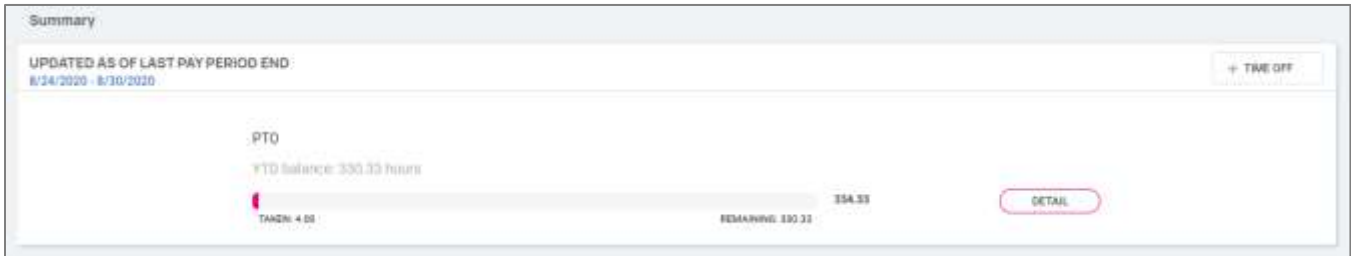 Summary
UPDATED AS OF LAST PAY PERIOD END
8/24/2020 - 8/30/2020
+ TIME OFF
PTO
YTD balance: 330.33 hours
334.33
DETAIL
TAKEN: 4.00
REMAINING: 330.33